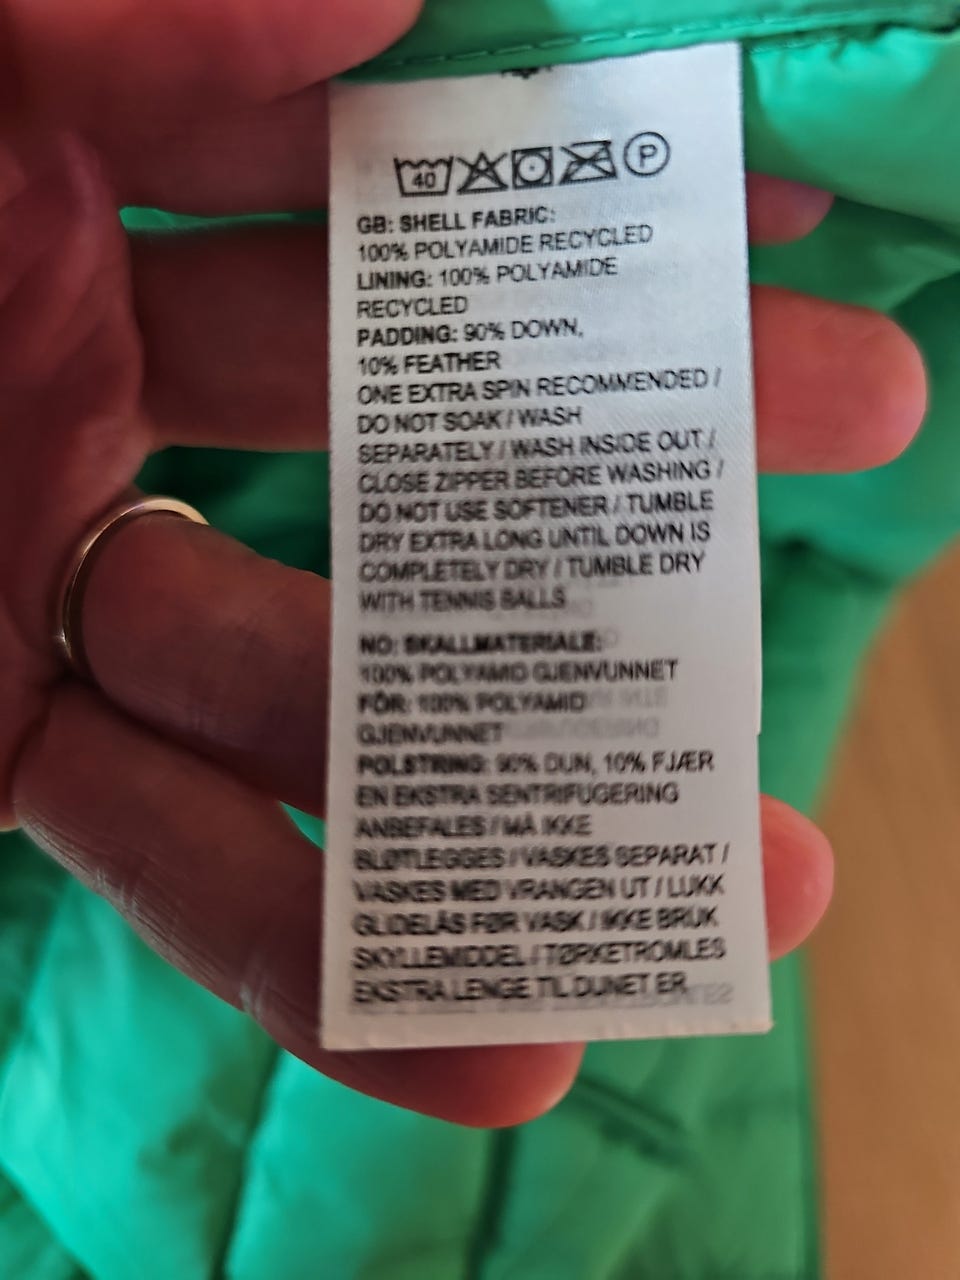 40 P
GB: SHELL FABRIC:
100% POLYAMIDE RECYCLED
LINING: 100% POLYAMIDE
RECYCLED
PADDING: 90% DOWN,
10% FEATHER
ONE EXTRA SPIN RECOMMENDED /
DO NOT SOAK / WASH
SEPARATELY / WASH INSIDE OUT /
CLOSE ZIPPER BEFORE WASHING /
DO NOT USE SOFTENER / TUMBLE
DRY EXTRA LONG UNTIL DOWN IS
COMPLETELY DRY / TUMBLE DRY
WITH TENNIS BALLS
NO: SKALLMATERIALE:
100% POLYAMID GJENVUNNET
FÔR: 100% POLYAMID
GJENVUNNET
POLSTRING: 90% DUN, 10% FJÆR
EN EKSTRA SENTRIFUGERING
ANBEFALES / MÅ IKKE
BLØTLEGGES / VASKES SEPARAT /
VASKES MED VRANGEN UT / LUKK
GLIDELÅS FØR VASK / IKKE BRUK
SKYLLEMIDDEL / TØRKETROMLES
EKSTRA LENGE TIL DUNET ER